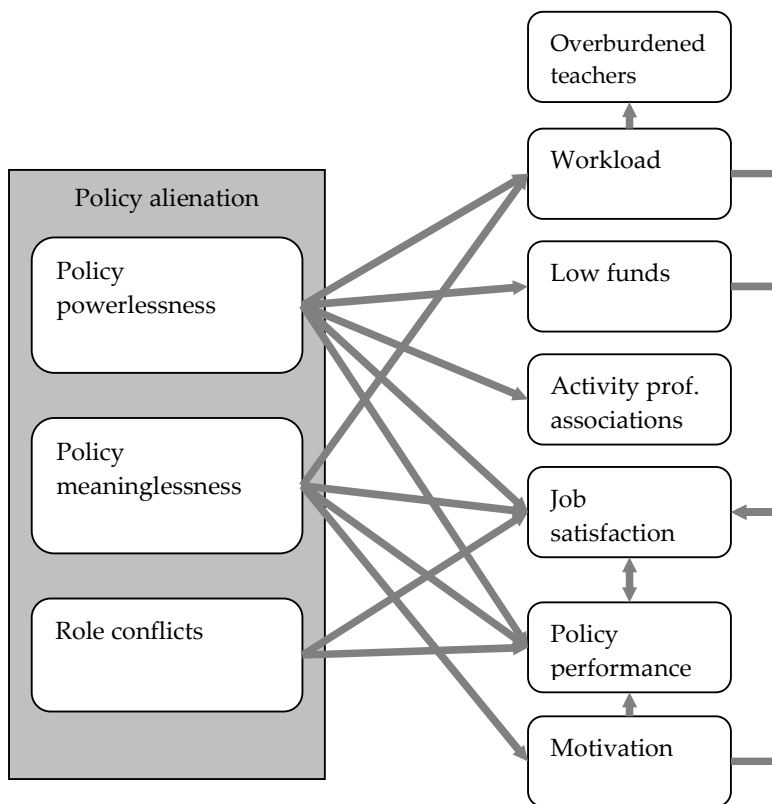 Overburdened
teachers
Workload
Policy alienation
Policy
powerlessness
Low funds
Activity prof.
associations
Policy
meaninglessness
Job
satisfaction
Role conflicts
Policy
performance
Motivation